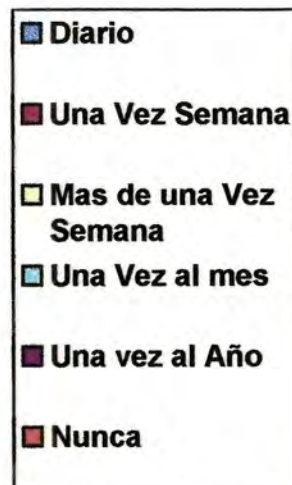 Diario
Una Vez Semana
Mas de una Vez
Semana
Una Vez al mes
Una vez al Año
Nunca